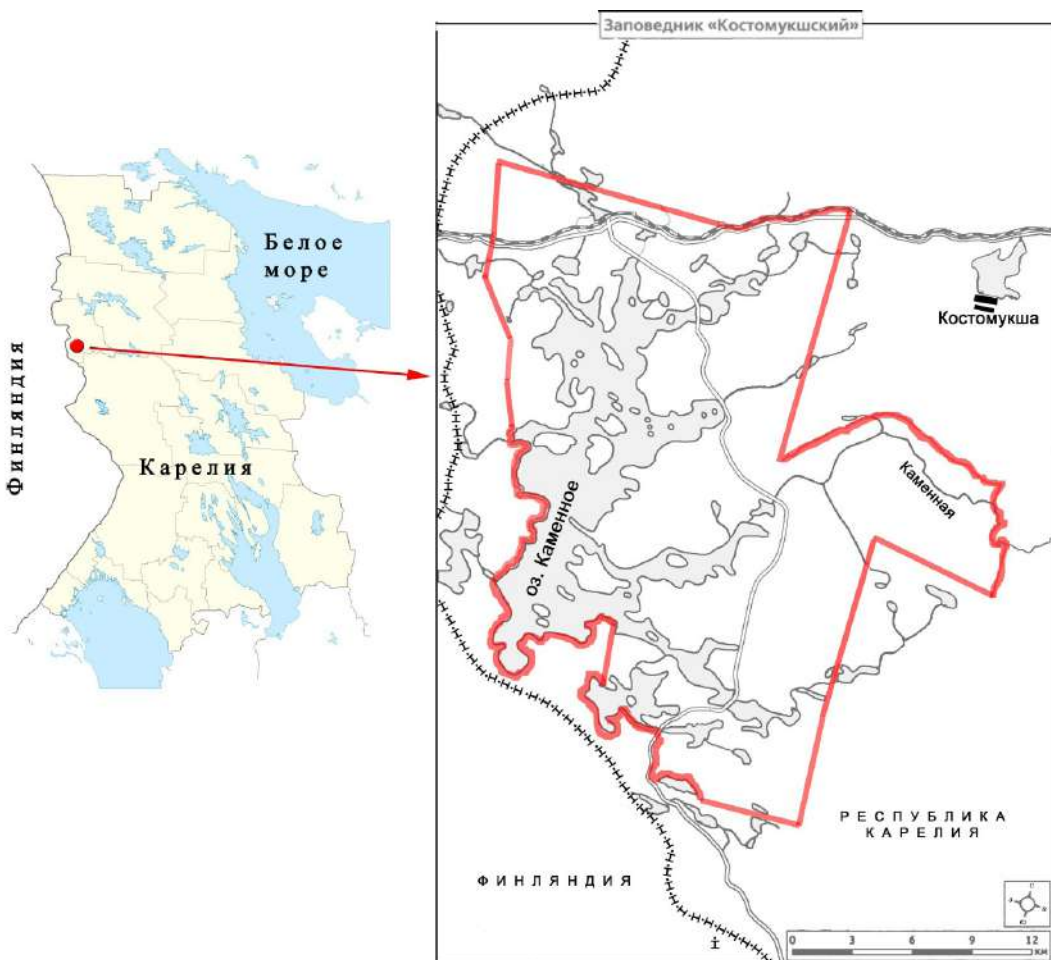 Заповедник «Костомукшский»
Белое
море
Финляндия
Карелия
Костомукша
Каменная
оз. Каменное
РЕСПУБЛИКА
КАРЕЛИЯ
ФИНЛЯНДИЯ
0 3 6 9 12
КМ